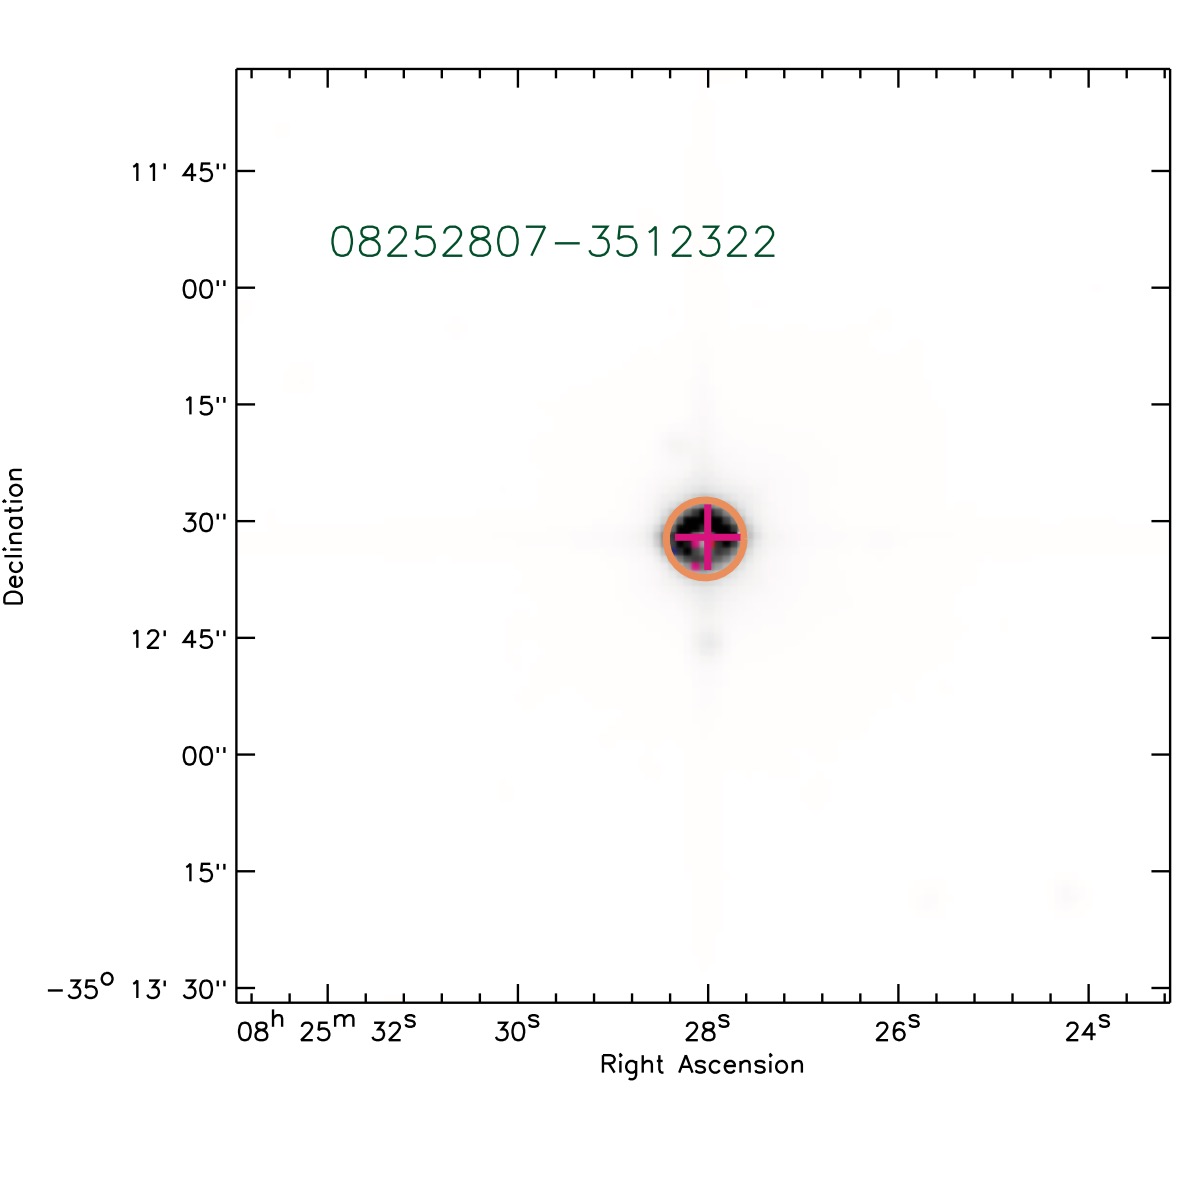 08252807-3512322
11' 45"
00"
15"
30"
12' 45"
00"
15"
-35° 13' 30"
Declination
08h 25m 32s 30s 28s 26s 24s
Right Ascension